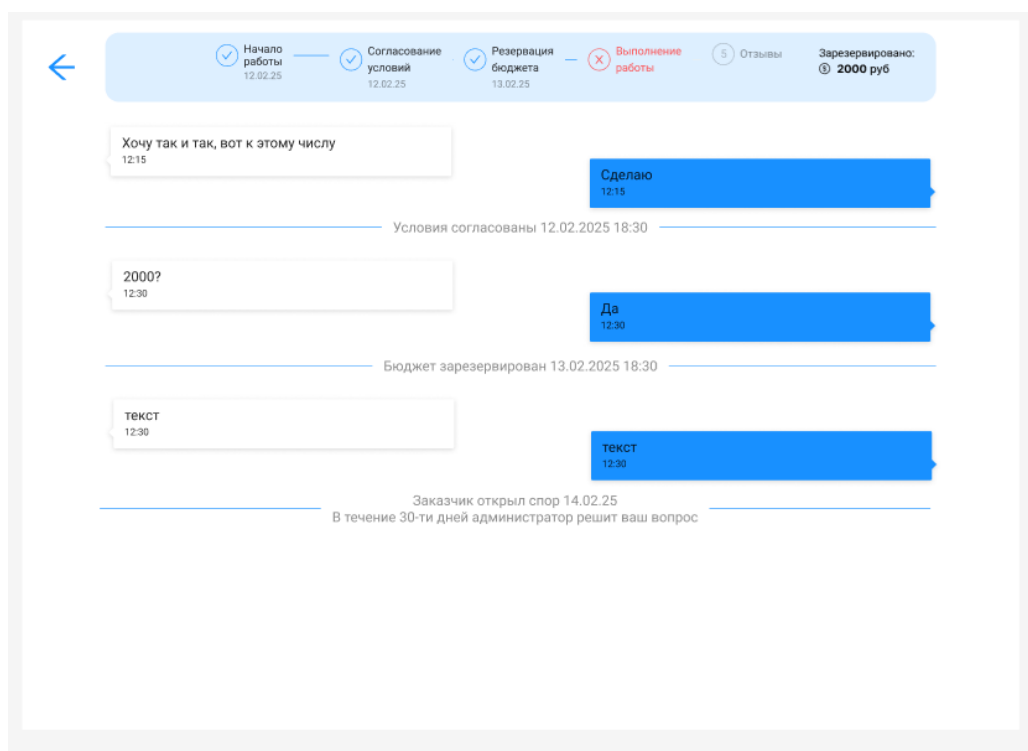 Начало
работы
12.02.25
Согласование
условий
12.02.25
Резервация
бюджета
13.02.25
Выполнение
работы
5 Отзывы
Зарезервировано:
2000 руб
Хочу так и так, вот к этому числу
12:15
Сделаю
12:15
Условия согласованы 12.02.2025 18:30
2000?
12:30
Да
12:30
Бюджет зарезервирован 13.02.2025 18:30
текст
12:30
текст
12:30
Заказчик открыл спор 14.02.25
В течение 30-ти дней администратор решит ваш вопрос